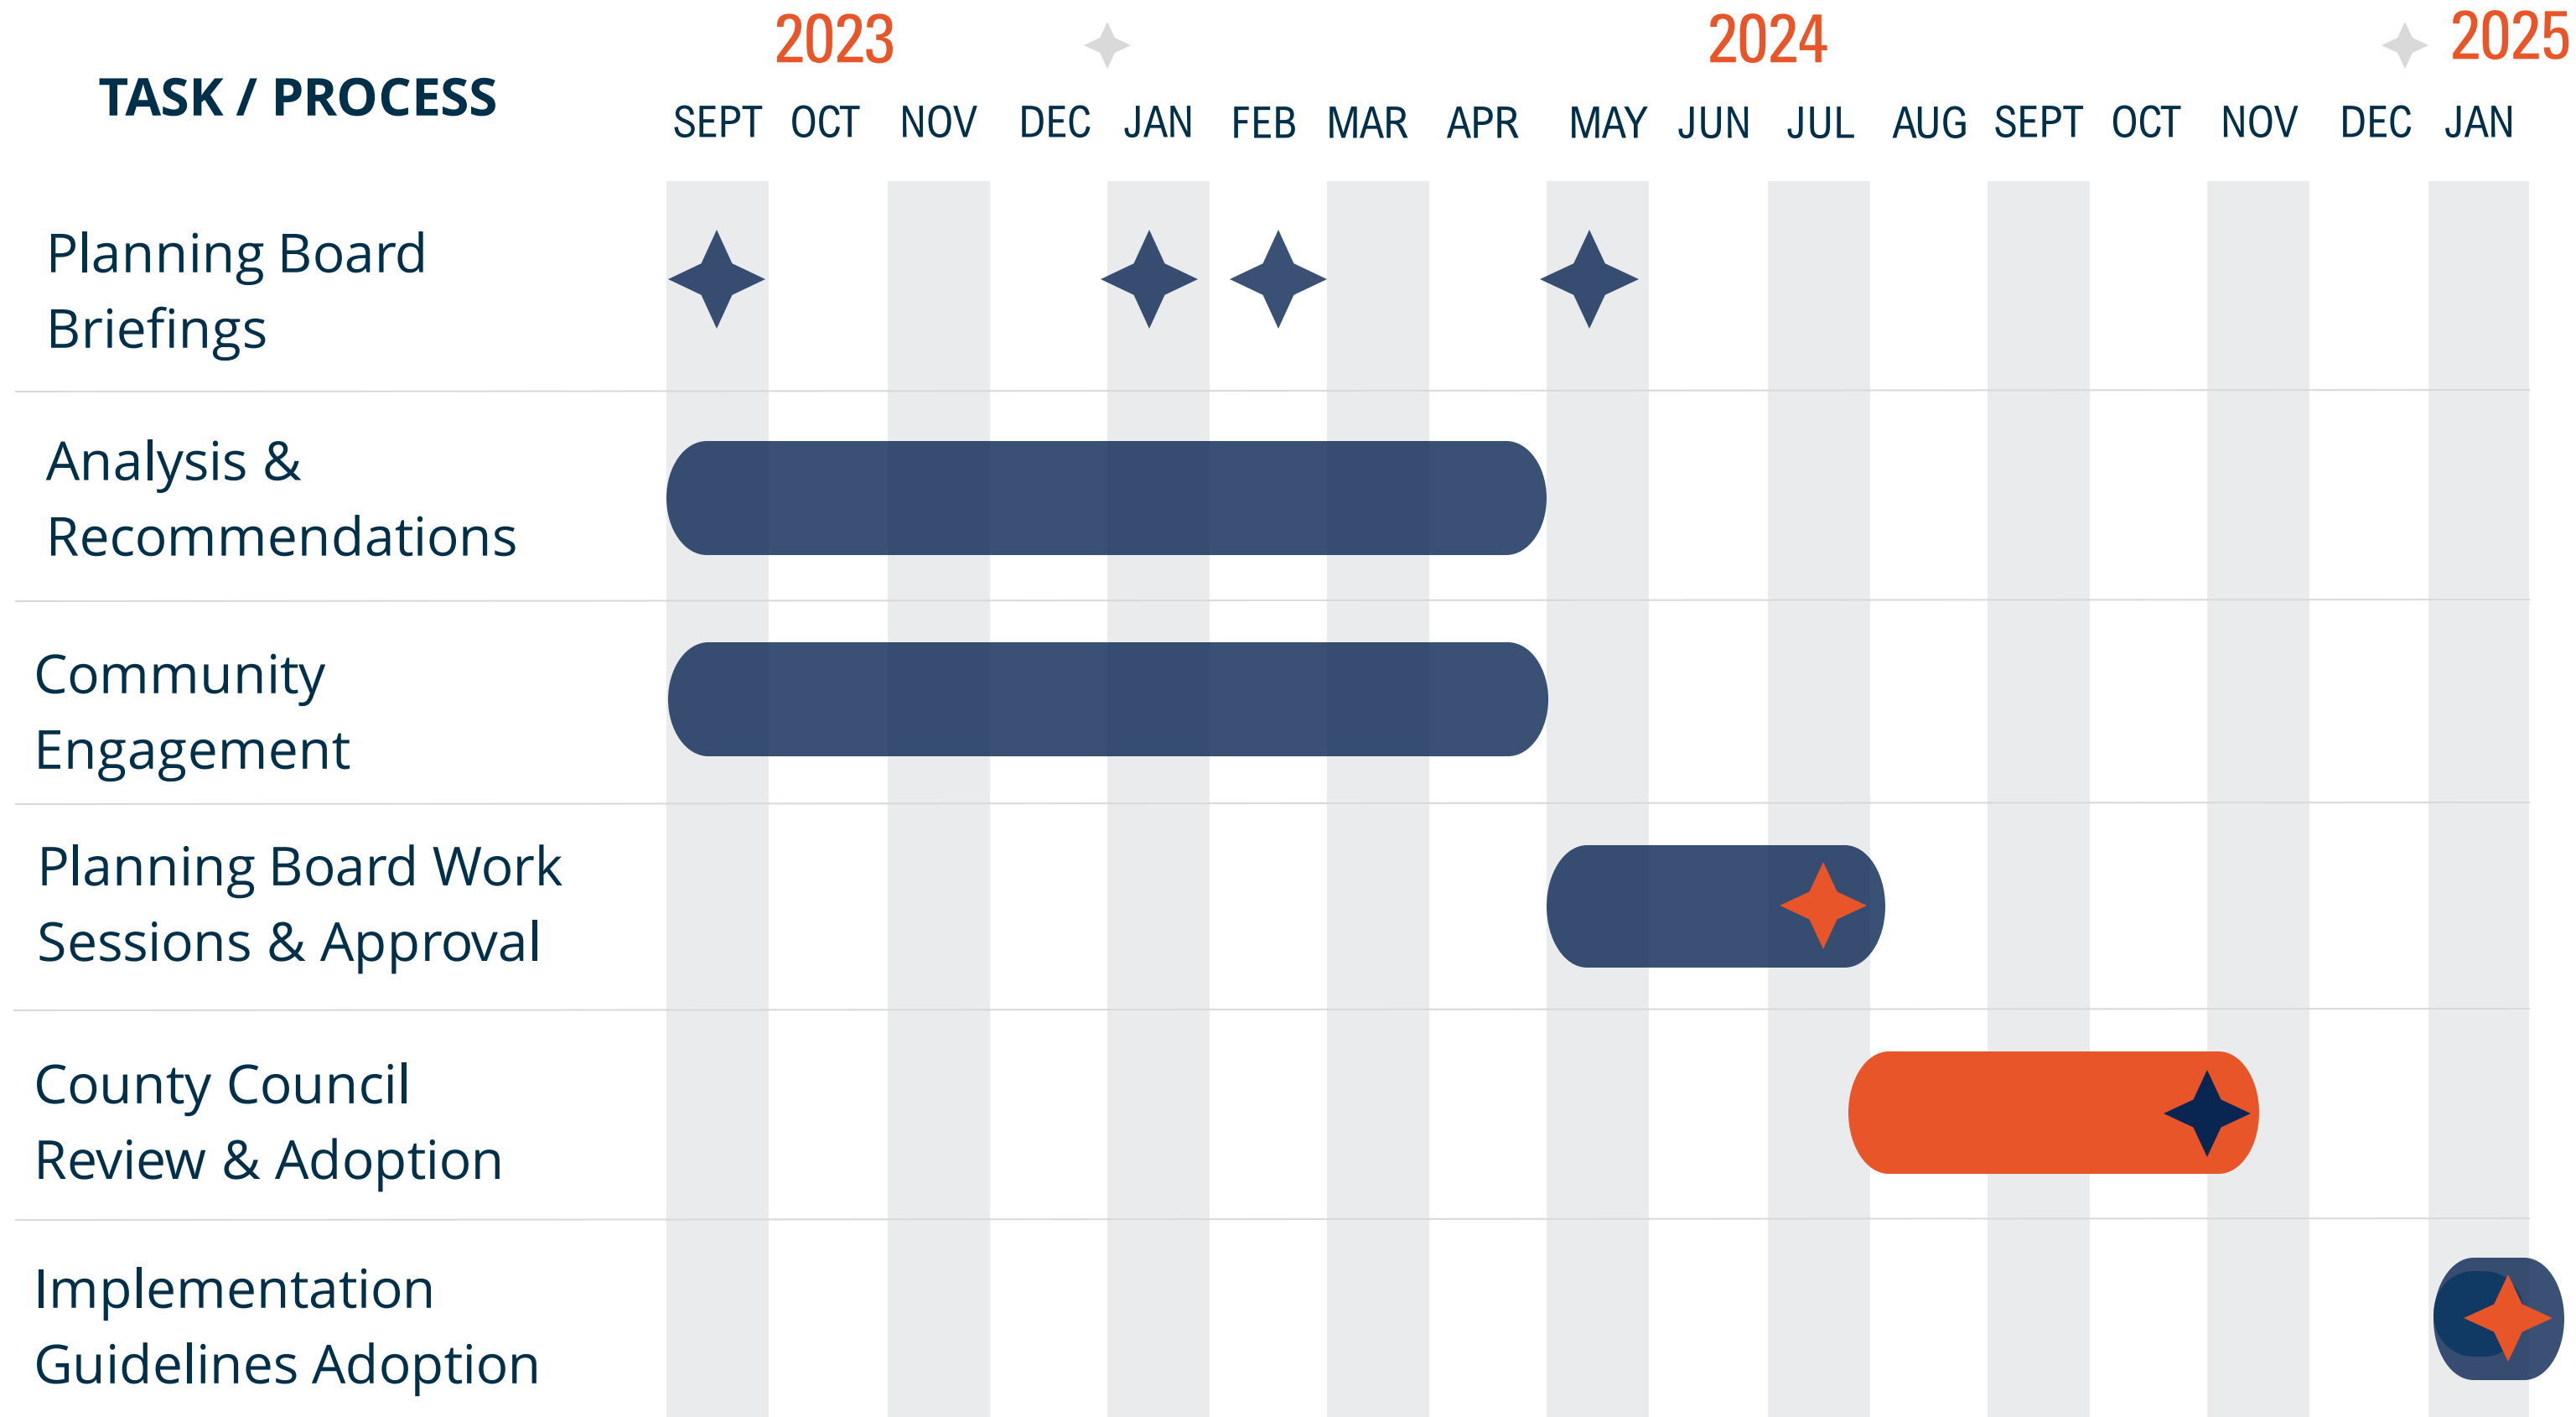 2023 2024 2025
TASK / PROCESS
SEPT OCT NOV DEC JAN FEB MAR APR MAY JUN JUL AUG SEPT OCT NOV DEC JAN
Planning Board
Briefings
Analysis &
Recommendations
Community
Engagement
Planning Board Work
Sessions & Approval
County Council
Review & Adoption
Implementation
Guidelines Adoption